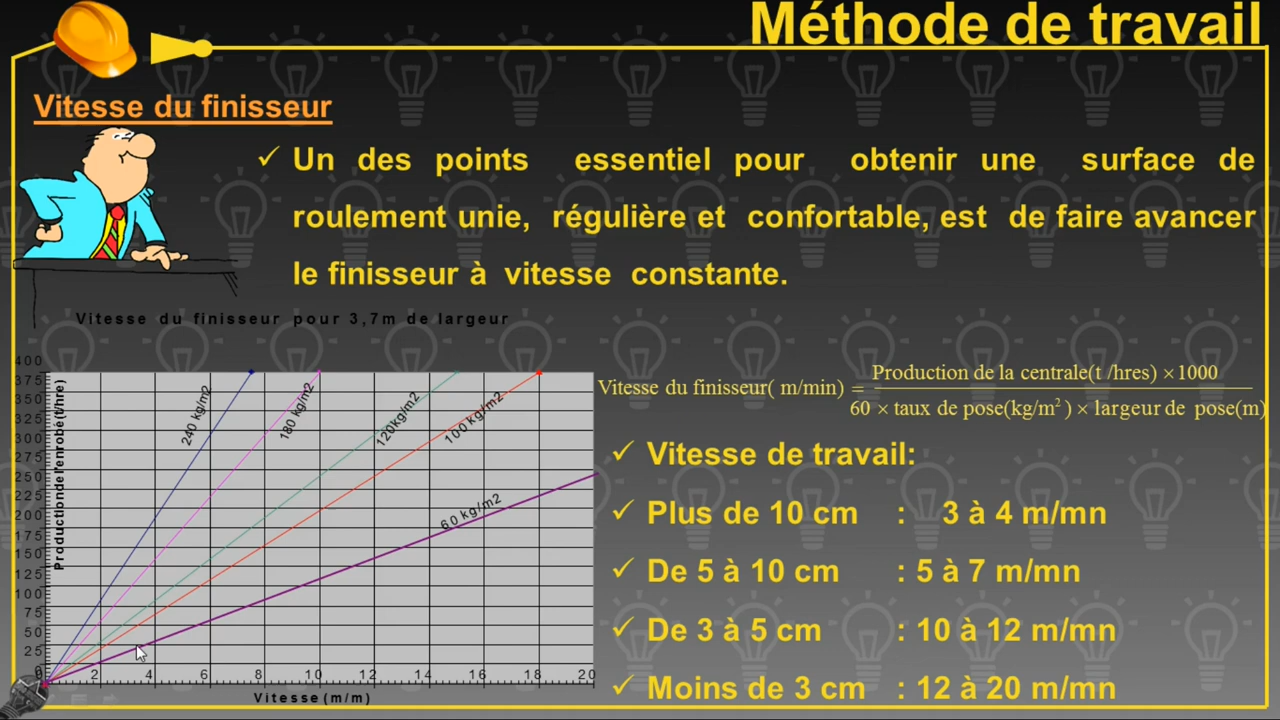 Méthode de travail
Vitesse du finisseur
✓ Un des points essentiel pour obtenir une surface de
roulement unie, régulière et confortable, est de faire avancer
le finisseur à vitesse constante.
Vitesse du finisseur pour 3,7m de largeur
400
375
350
325
300
275
250
225
200
175
150
125
100
75
50
25
0
Production de l'enrobé (t/hre)
240 kg/m2
180 kg/m2
120kg/m2
100 kg/m2
60 kg/m2
2 4 6 8 10 12 14 16 18 20
Vitesse (m/m)
Vitesse du finisseur( m/min) = Production de la centrale(t /hres) ×1000
60 × taux de pose(kg/m²) × largeur de pose(m)
✓ Vitesse de travail:
✓ Plus de 10 cm : 3 à 4 m/mn
✓ De 5 à 10 cm : 5 à 7 m/mn
✓ De 3 à 5 cm : 10 à 12 m/mn
✓ Moins de 3 cm : 12 à 20 m/mn